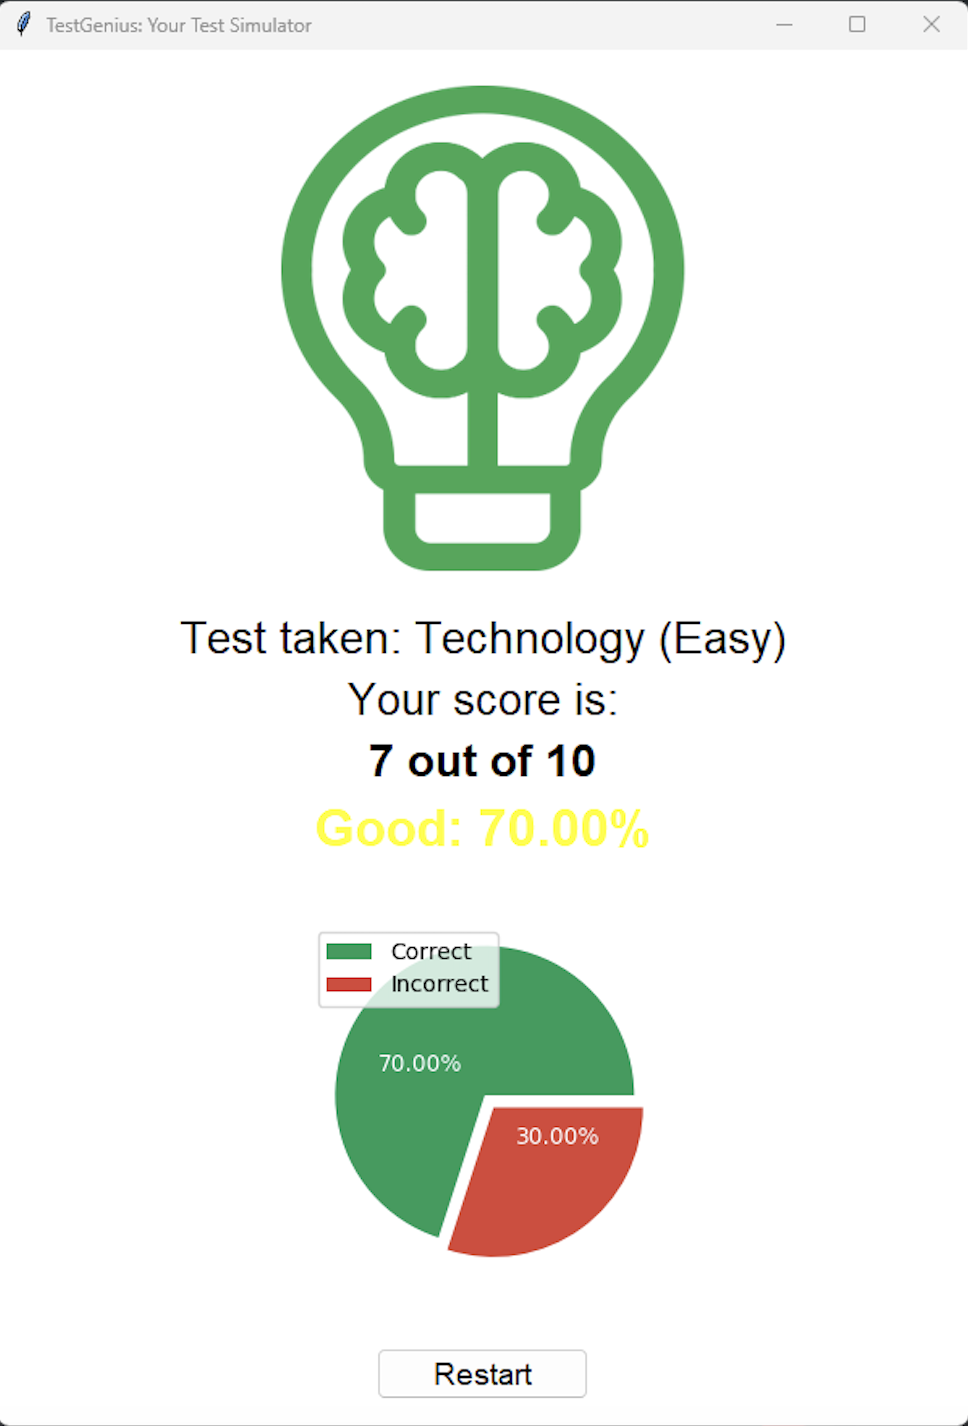 TestGenius: Your Test Simulator
Test taken: Technology (Easy)
Your score is:
7 out of 10
Good: 70.00%
Correct
Incorrect
70.00%
30.00%
Restart